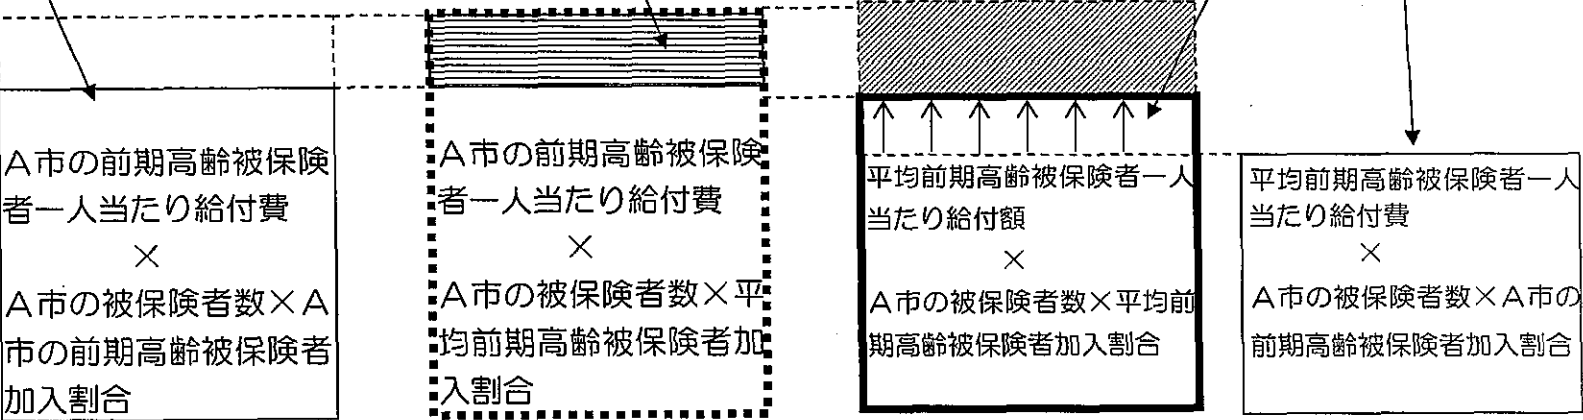 A市の前期高齢被保険
者一人当たり給付費
×
A市の被保険者数×A
市の前期高齢被保険者
加入割合
A市の前期高齢被保険
者一人当たり給付費
×
A市の被保険者数×平
均前期高齢被保険者加
入割合
平均前期高齢被保険者一人
当たり給付額
×
A市の被保険者数×平均前
期高齢被保険者加入割合
平均前期高齢被保険者一人
当たり給付費
×
A市の被保険者数×A市の
前期高齢被保険者加入割合